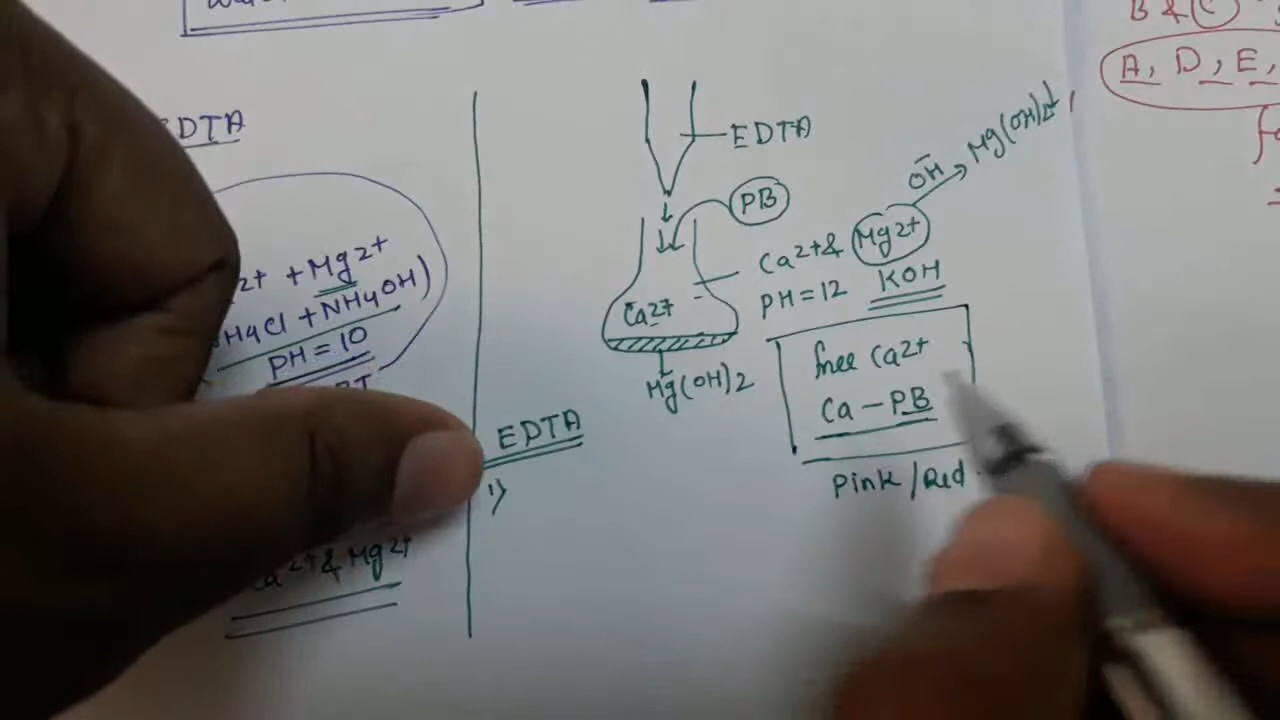 EDTA
2+ + Mg2+
H4Cl + NH4OH)
PH = 10
Ca2+ & Mg2+
EDTA
1)
EDTA
PB
Ca2+
Mg(OH)2
Ca2+ & Mg2+
OH-
Mg(OH)2↓
PH = 12 KOH
free Ca2+
Ca - PB
Pink / Red
B & C
A, D, E,